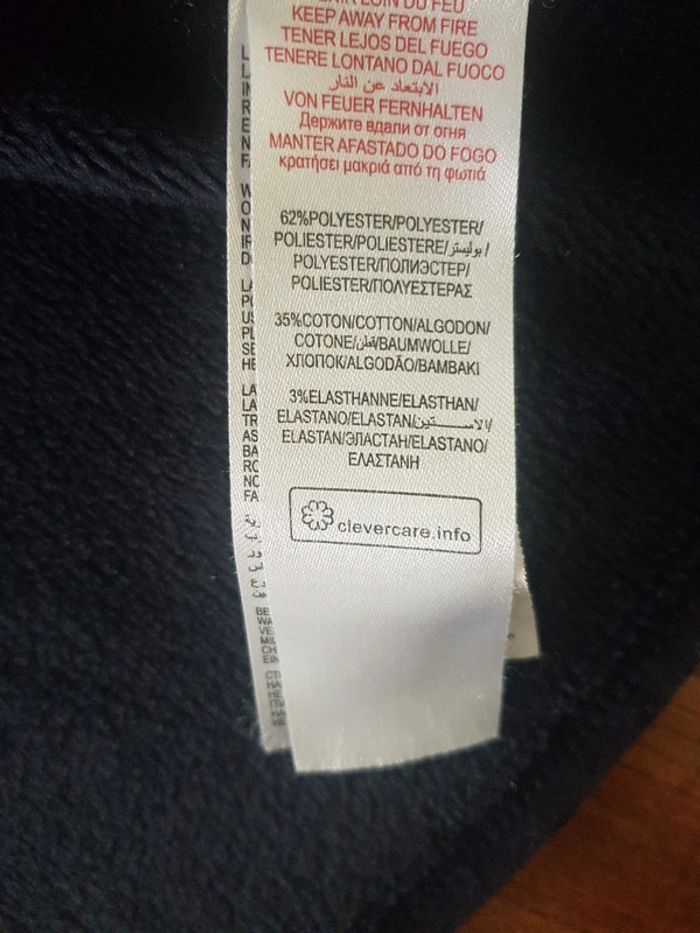 KEEP AWAY FROM FIRE
TENER LEJOS DEL FUEGO
TENERE LONTANO DAL FUOCO
الابتعاد عن النار
VON FEUER FERNHALTEN
Держите вдали от огня
MANTER AFASTADO DO FOGO
κρατήσει μακριά από τη φωτιά
62%POLYESTER/POLYESTER/
POLIESTER/POLIESTERE/بوليستر/
POLYESTER/ПОЛИЭСТЕР/
POLIESTER/ΠΟΛΥΕΣΤΕΡΑΣ
35%COTON/COTTON/ALGODON/
COTONE/قطن/BAUMWOLLE/
ХЛОПОК/ALGODÃO/BAMBAKI
3%ELASTHANNE/ELASTHAN/
ELASTANO/ELASTAN/الاستين/
ELASTAN/ЭЛАСТАН/ELASTANO/
ΕΛΑΣΤΑΝΗ
clevercare.info